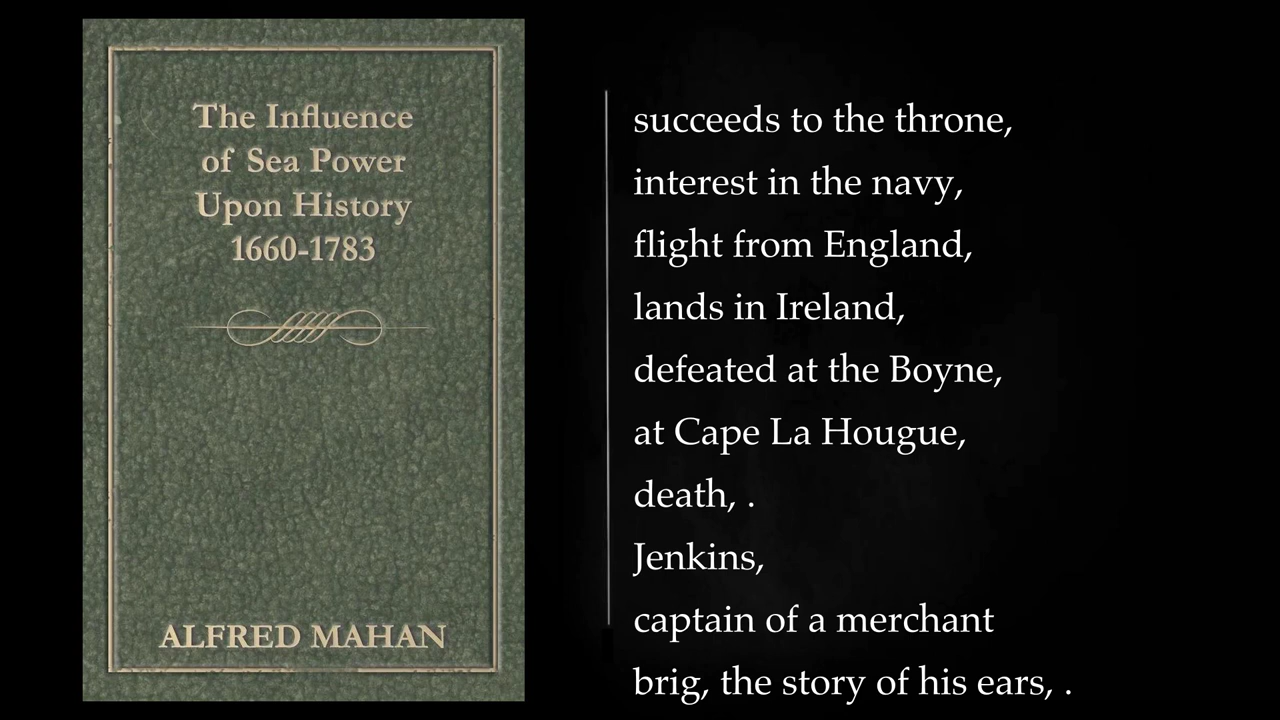 The Influence
of Sea Power
Upon History
1660-1783
ALFRED MAHAN
succeeds to the throne,
interest in the navy,
flight from England,
lands in Ireland,
defeated at the Boyne,
at Cape La Hougue,
death, .
Jenkins,
captain of a merchant
brig, the story of his ears, .